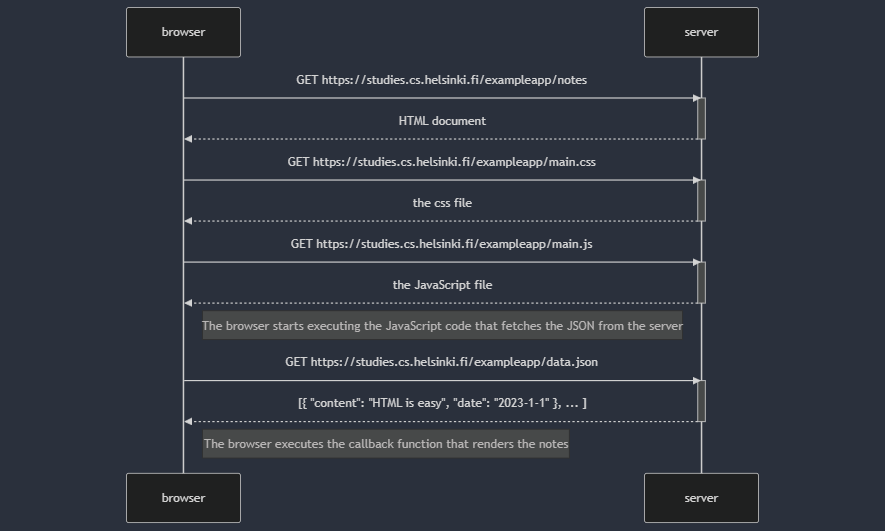 browser
server
GET https://studies.cs.helsinki.fi/exampleapp/notes
HTML document
GET https://studies.cs.helsinki.fi/exampleapp/main.css
the css file
GET https://studies.cs.helsinki.fi/exampleapp/main.js
the JavaScript file
The browser starts executing the JavaScript code that fetches the JSON from the server
GET https://studies.cs.helsinki.fi/exampleapp/data.json
[{ "content": "HTML is easy", "date": "2023-1-1" }, ... ]
The browser executes the callback function that renders the notes
browser
server